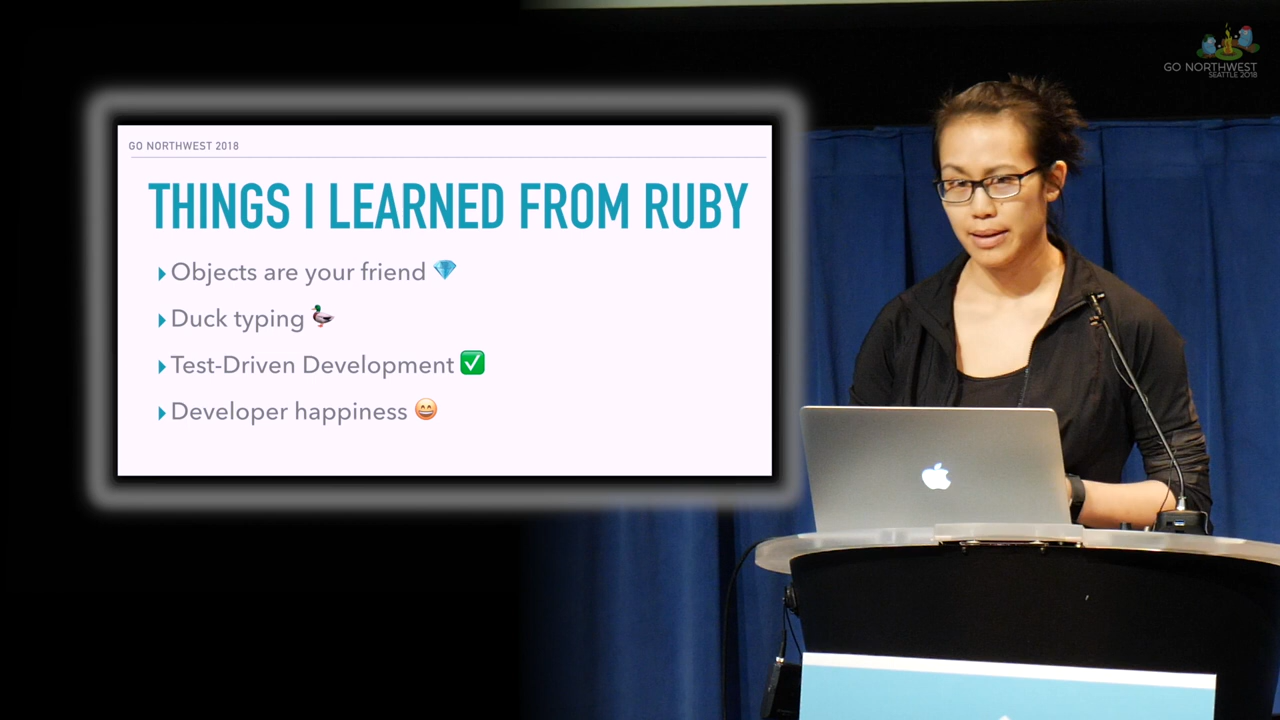 GO NORTHWEST
SEATTLE 2018
GO NORTHWEST 2018
THINGS I LEARNED FROM RUBY
Objects are your friend 💎
Duck typing 🦆
Test-Driven Development ✅
Developer happiness 😄